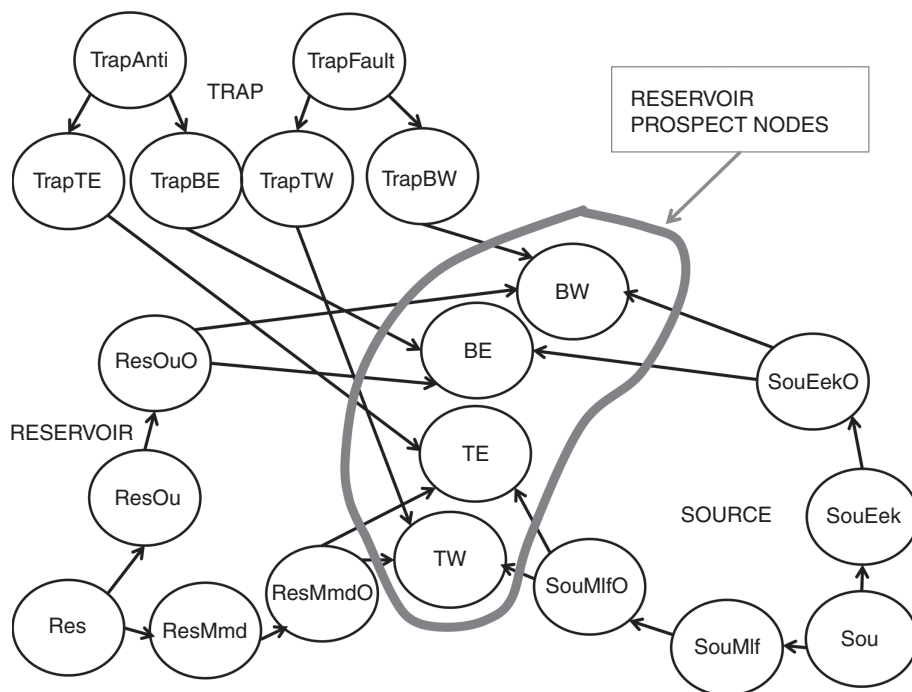 TrapAnti
TrapFault
TRAP
RESERVOIR
PROSPECT NODES
TrapTE
TrapBE
TrapTW
TrapBW
BW
BE
ResOuO
SouEekO
RESERVOIR
TE
ResOu
SOURCE
SouEek
TW
ResMmdO
SouMlfO
Res
ResMmd
SouMlf
Sou